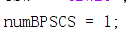 numBPSCS = 1;